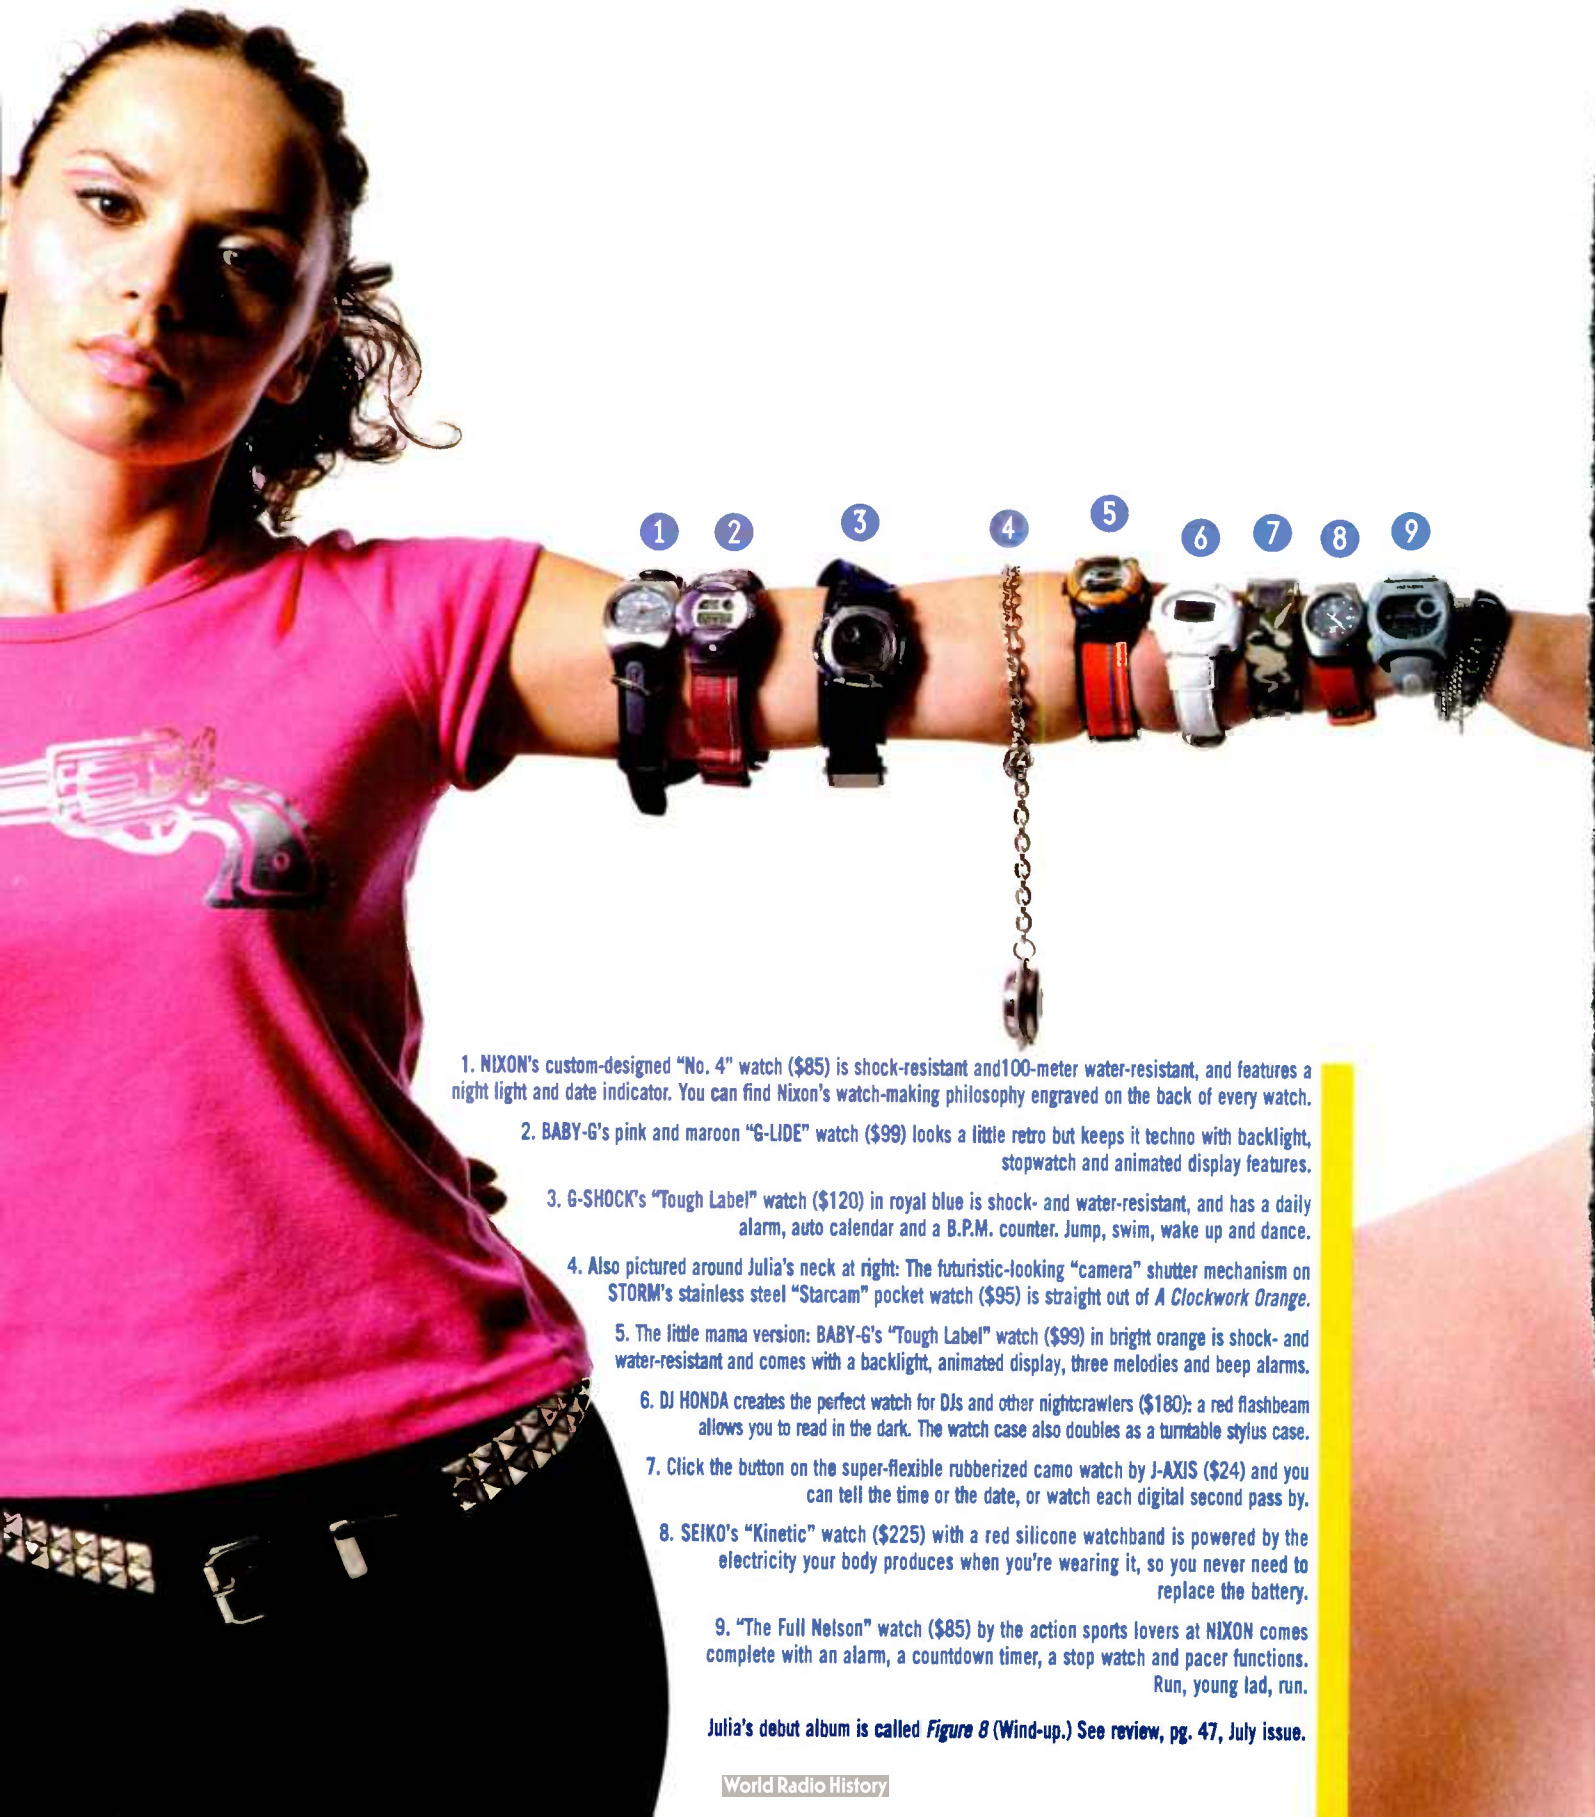 1 2 3 4 5 6 7 8 9
1. NIXON's custom-designed “No. 4” watch ($85) is shock-resistant and100-meter water-resistant, and features a
night light and date indicator. You can find Nixon's watch-making philosophy engraved on the back of every watch.
2. BABY-G's pink and maroon “G-LIDE” watch ($99) looks a little retro but keeps it techno with backlight,
stopwatch and animated display features.
3. G-SHOCK's “Tough Label” watch ($120) in royal blue is shock- and water-resistant, and has a daily
alarm, auto calendar and a B.P.M. counter. Jump, swim, wake up and dance.
4. Also pictured around Julia's neck at right: The futuristic-looking “camera” shutter mechanism on
STORM's stainless steel “Starcam” pocket watch ($95) is straight out of A Clockwork Orange.
5. The little mama version: BABY-G's “Tough Label” watch ($99) in bright orange is shock- and
water-resistant and comes with a backlight, animated display, three melodies and beep alarms.
6. DJ HONDA creates the perfect watch for DJs and other nightcrawlers ($180): a red flashbeam
allows you to read in the dark. The watch case also doubles as a turntable stylus case.
7. Click the button on the super-flexible rubberized camo watch by J-AXIS ($24) and you
can tell the time or the date, or watch each digital second pass by.
8. SEIKO's “Kinetic” watch ($225) with a red silicone watchband is powered by the
electricity your body produces when you're wearing it, so you never need to
replace the battery.
9. “The Full Nelson” watch ($85) by the action sports lovers at NIXON comes
complete with an alarm, a countdown timer, a stop watch and pacer functions.
Run, young lad, run.
Julia's debut album is called Figure 8 (Wind-up.) See review, pg. 47, July issue.
World Radio History